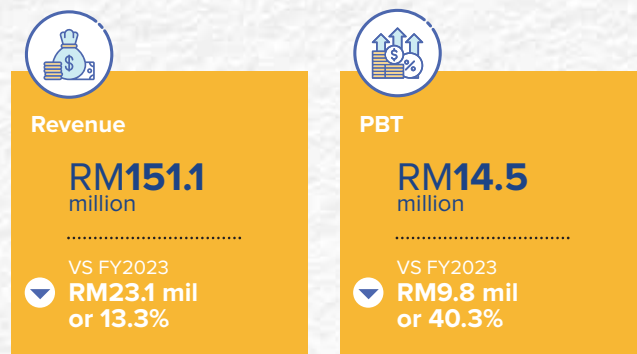 Revenue
RM151.1
million
VS FY2023
RM23.1 mil
or 13.3%
PBT
RM14.5
million
VS FY2023
RM9.8 mil
or 40.3%